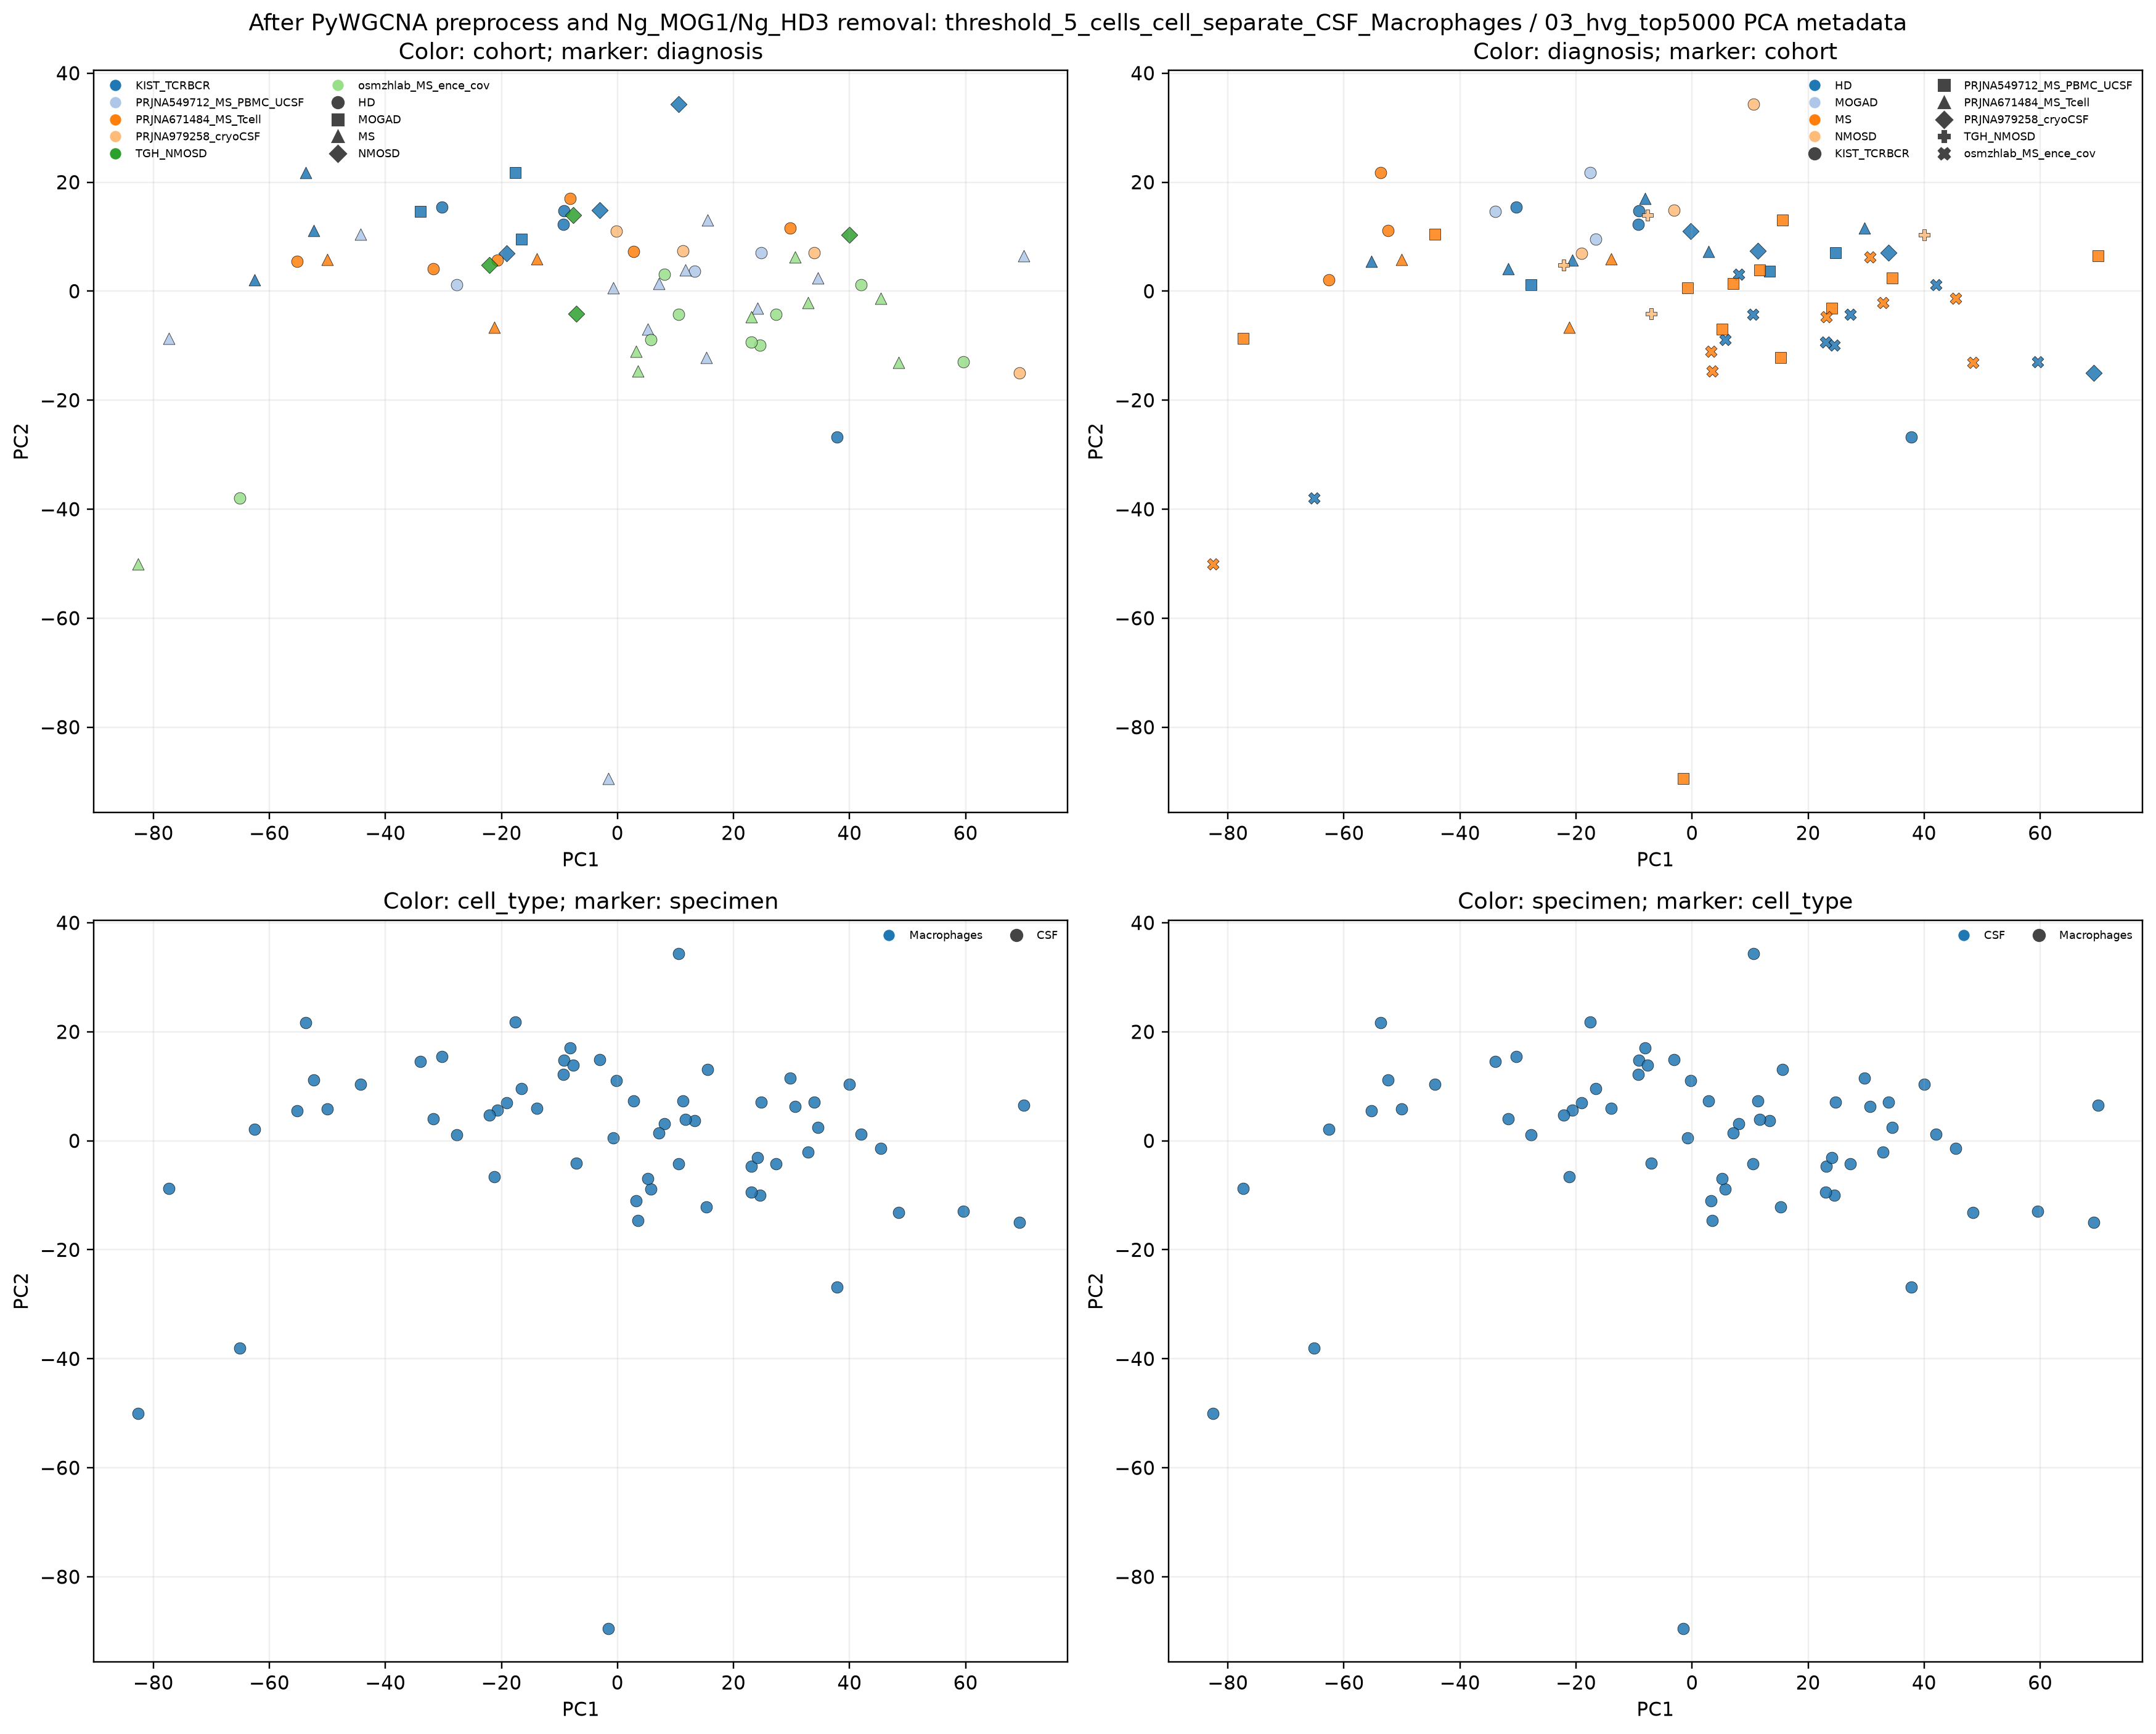 After PyWGCNA preprocess and Ng_MOG1/Ng_HD3 removal: threshold_5_cells_cell_separate_CSF_Macrophages / 03_hvg_top5000 PCA metadata
Color: cohort; marker: diagnosis
KIST_TCRBCR
PRJNA549712_MS_PBMC_UCSF
PRJNA671484_MS_Tcell
PRJNA979258_cryoCSF
TGH_NMOSD
osmzhlab_MS_ence_cov
HD
MOGAD
MS
NMOSD
40
20
0
−20
−40
−60
−80
PC2
−80 −60 −40 −20 0 20 40 60
PC1
Color: diagnosis; marker: cohort
HD
MOGAD
MS
NMOSD
KIST_TCRBCR
PRJNA549712_MS_PBMC_UCSF
PRJNA671484_MS_Tcell
PRJNA979258_cryoCSF
TGH_NMOSD
osmzhlab_MS_ence_cov
40
20
0
−20
−40
−60
−80
PC2
−80 −60 −40 −20 0 20 40 60
PC1
Color: cell_type; marker: specimen
Macrophages CSF
40
20
0
−20
−40
−60
−80
PC2
−80 −60 −40 −20 0 20 40 60
PC1
Color: specimen; marker: cell_type
CSF Macrophages
40
20
0
−20
−40
−60
−80
PC2
−80 −60 −40 −20 0 20 40 60
PC1